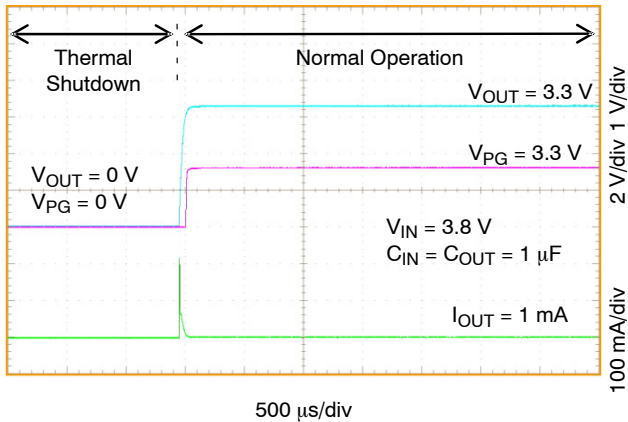 Thermal
Shutdown
Normal Operation
VOUT = 3.3 V
VPG = 3.3 V
VOUT = 0 V
VPG = 0 V
VIN = 3.8 V
CIN = COUT = 1 μF
IOUT = 1 mA
2 V/div 1 V/div
100 mA/div
500 μs/div